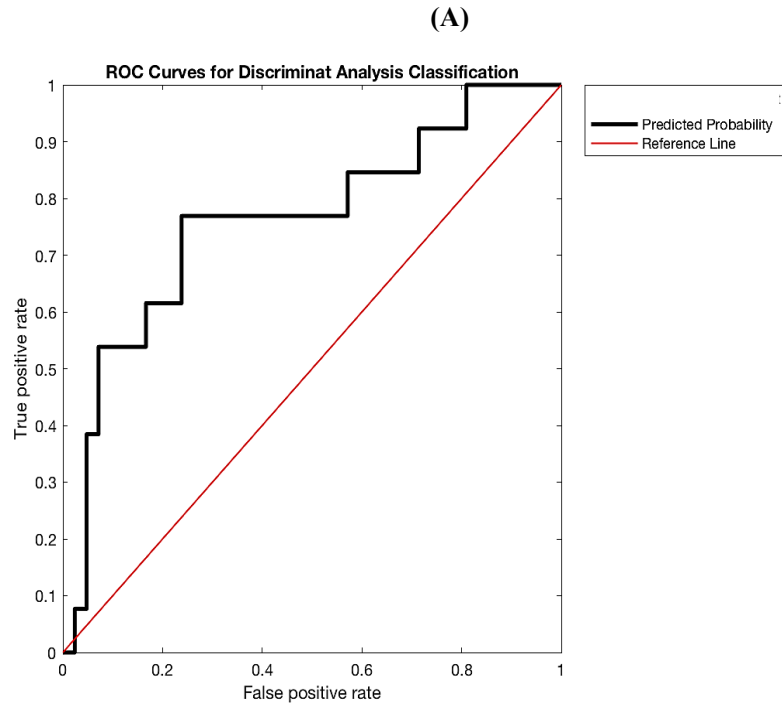 (A)
ROC Curves for Discriminat Analysis Classification
:
Predicted Probability
Reference Line
1
0.9
0.8
0.7
0.6
0.5
0.4
0.3
0.2
0.1
0
True positive rate
0 0.2 0.4 0.6 0.8 1
False positive rate